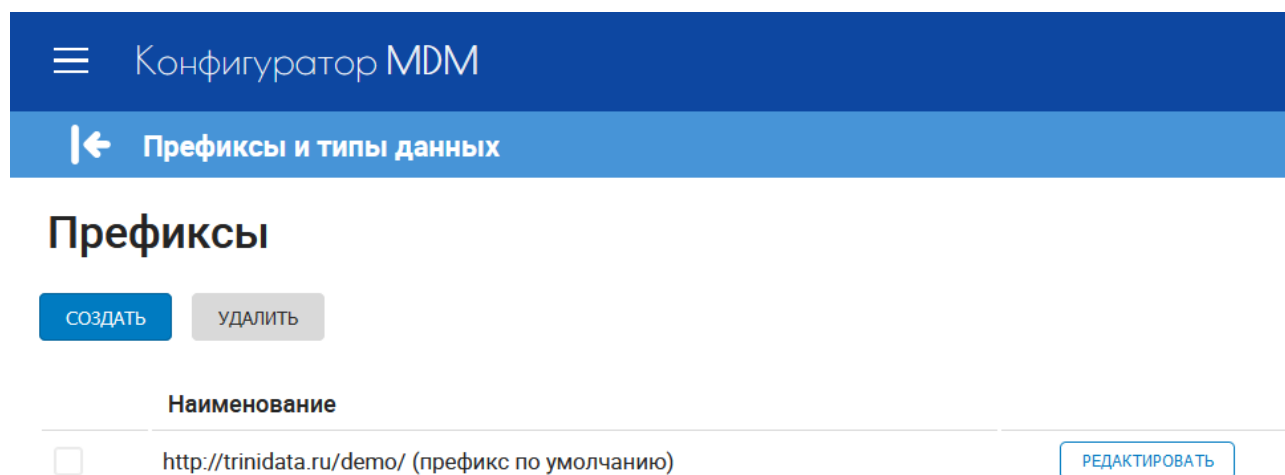 Конфигуратор MDM
Префиксы и типы данных
Префиксы
СОЗДАТЬ УДАЛИТЬ
Наименование
http://trinidata.ru/demo/ (префикс по умолчанию) РЕДАКТИРОВАТЬ